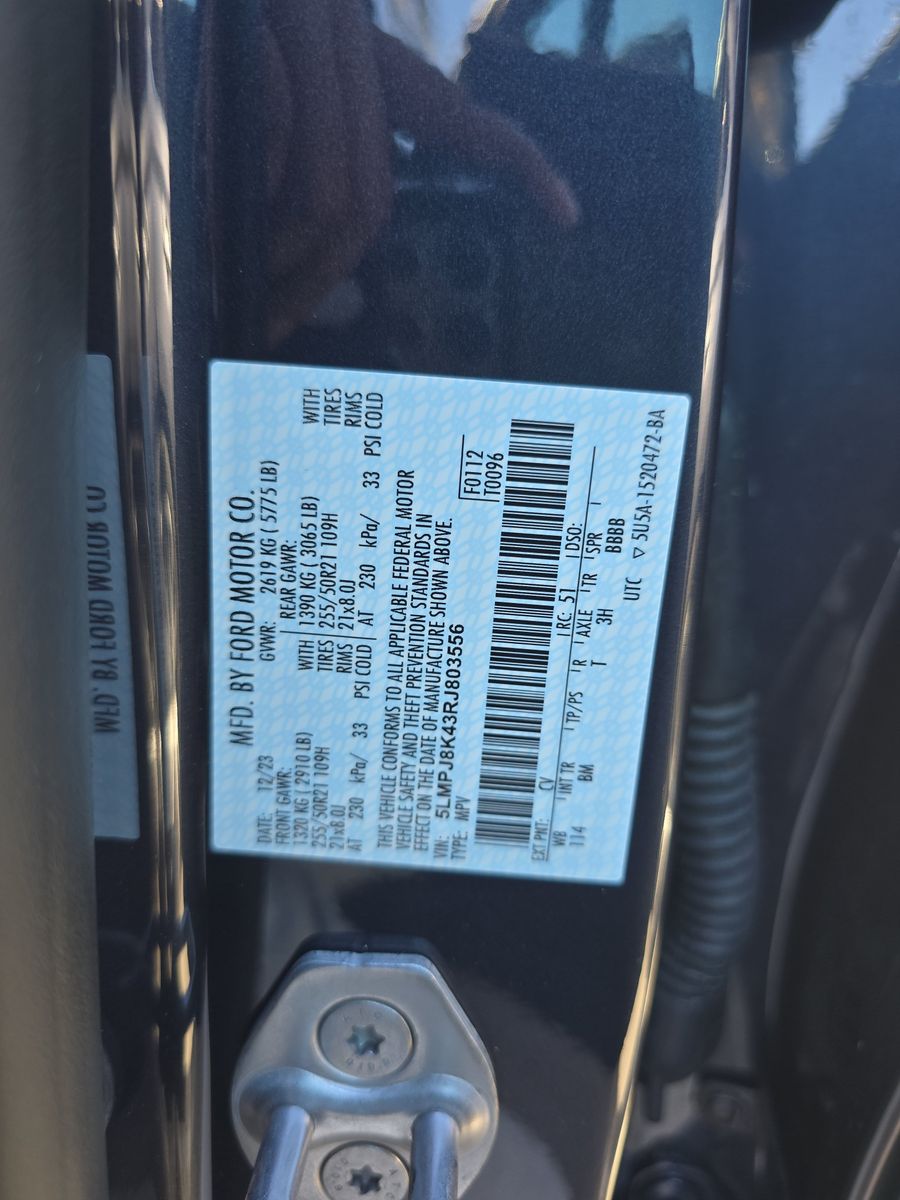 MFD. BY FORD MOTOR CO.
DATE: 12/23 GVWR: 2619 KG ( 5775 LB)
FRONT GAWR: REAR GAWR:
1320 KG ( 2910 LB) WITH 1390 KG ( 3065 LB) WITH
255/50R21 109H TIRES 255/50R21 109H TIRES
21x8.0J RIMS 21x8.0J RIMS
AT 230 kPa/ 33 PSI COLD AT 230 kPa/ 33 PSI COLD
THIS VEHICLE CONFORMS TO ALL APPLICABLE FEDERAL MOTOR
VEHICLE SAFETY AND THEFT PREVENTION STANDARDS IN
EFFECT ON THE DATE OF MANUFACTURE SHOWN ABOVE.
VIN: 5LMPJ8K43RJ803556
TYPE: MPV
F0112
T0096
EXT PNT: CV RC: 51 DSO:
WB INT TR TP/PS R AXLE TR SPR
114 BM T 3H BBBB
UTC ▽5U5A-1520472-BA
MFD. BY FORD MOTOR CO